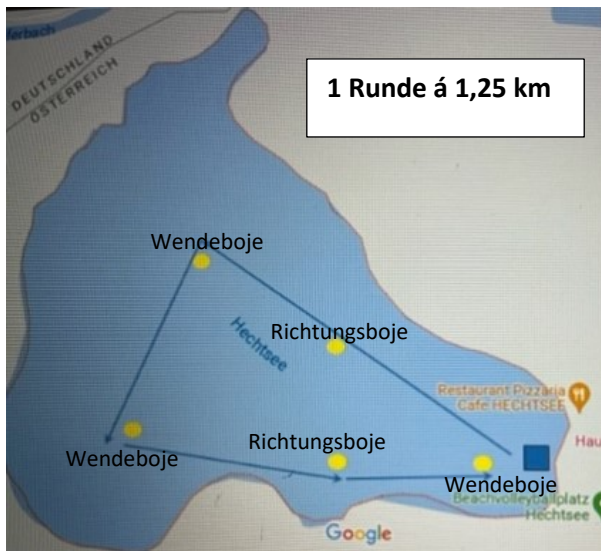 DEUTSCHLAND
ÖSTERREICH
1 Runde á 1,25 km
Wendeboje
Hechtsee
Richtungsboje
Restaurant Pizzaria
Cafe HECHTSEE
Hau
Richtungsboje
Wendeboje
Wendeboje
Beachvolleyballplatz
Hechtsee
Google